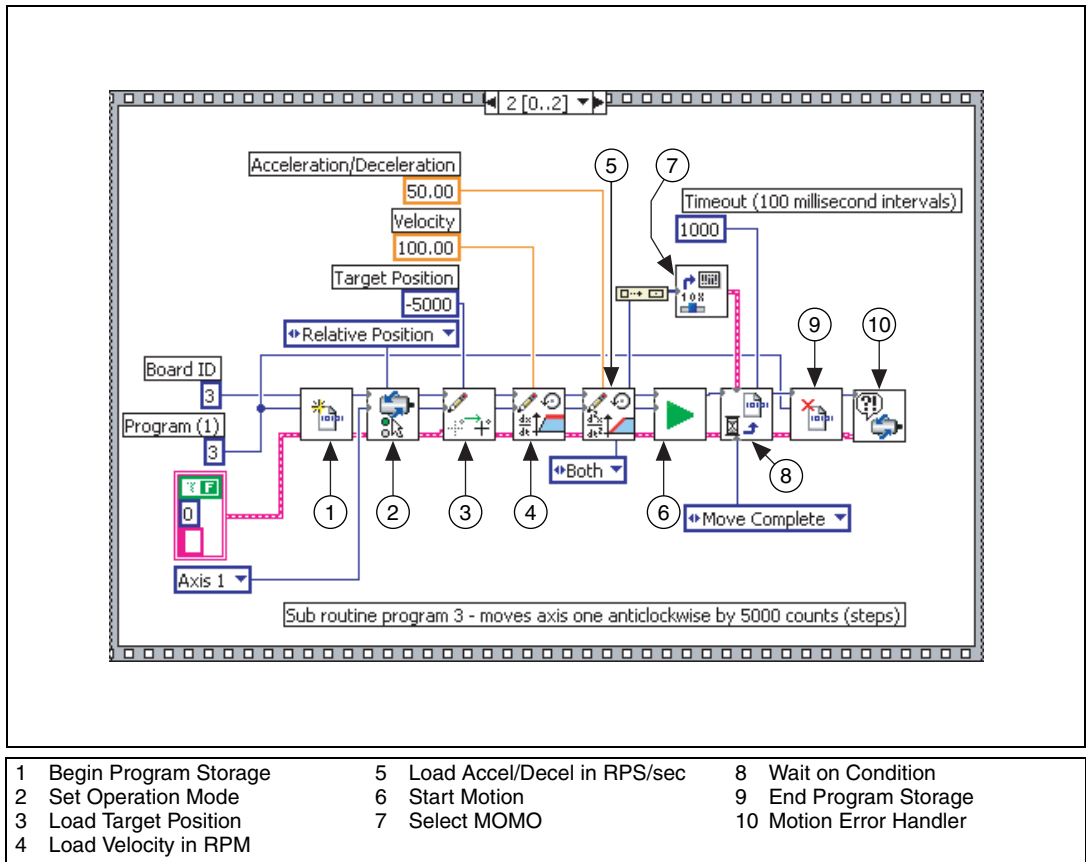 2 [0..2]
Acceleration/Deceleration
50.00
5
7
Timeout (100 millisecond intervals)
1000
Velocity
100.00
Target Position
-5000
Relative Position
10X
9
10
Board ID
3
Program (1)
3
?!
dx
dt
d²x
dt²
F
0
1
2
3
4
Both
6
8
Move Complete
Axis 1
Sub routine program 3 - moves axis one anticlockwise by 5000 counts (steps)
1 Begin Program Storage
2 Set Operation Mode
3 Load Target Position
4 Load Velocity in RPM
5 Load Accel/Decel in RPS/sec
6 Start Motion
7 Select MOMO
8 Wait on Condition
9 End Program Storage
10 Motion Error Handler